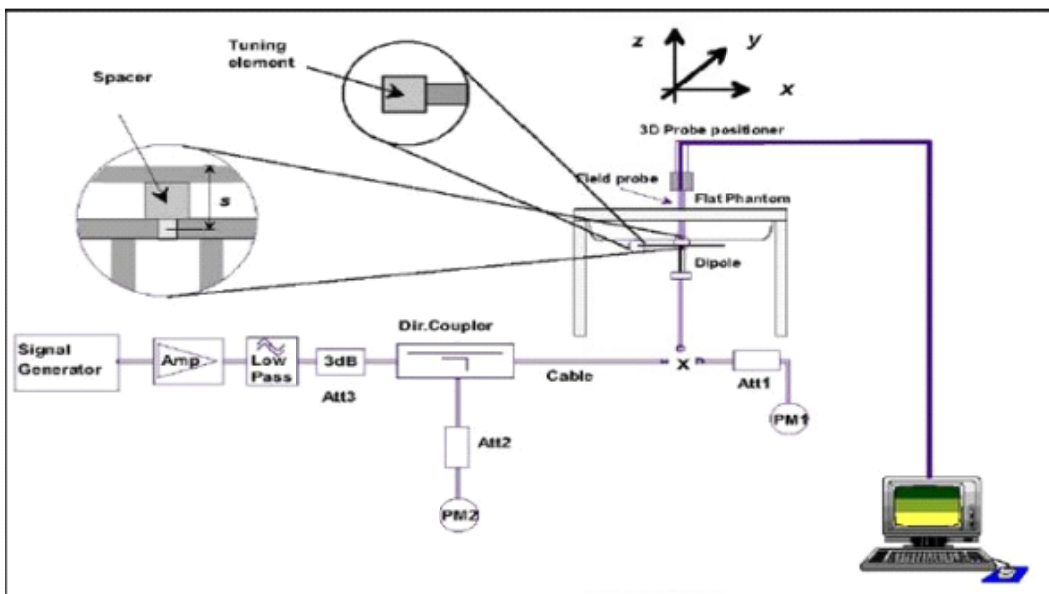 Tuning
element
Spacer
s
z
y
x
3D Probe positioner
Field probe
Flat Phantom
Dipole
Signal
Generator
Amp
Low
Pass
3dB
Att3
Dir.Coupler
Cable
x
Att1
PM1
Att2
PM2